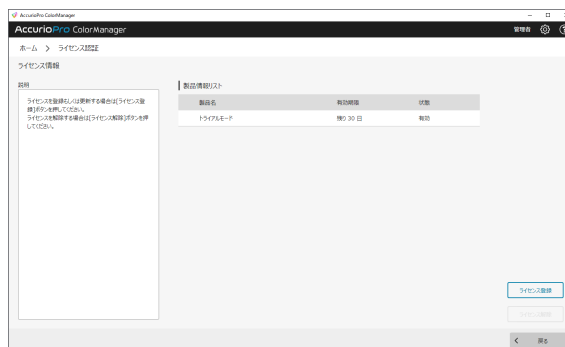 AccurioPro ColorManager
AccurioPro ColorManager 管理者
ホーム > ライセンス認証
ライセンス情報
説明
ライセンスを登録もしくは更新する場合は[ライセンス登
録]ボタンを押してください。
ライセンスを解除する場合は[ライセンス解除]ボタンを押
してください。
製品情報リスト
製品名 有効期限 状態
トライアルモード 残り 30 日 有効
ライセンス登録
ライセンス解除
戻る